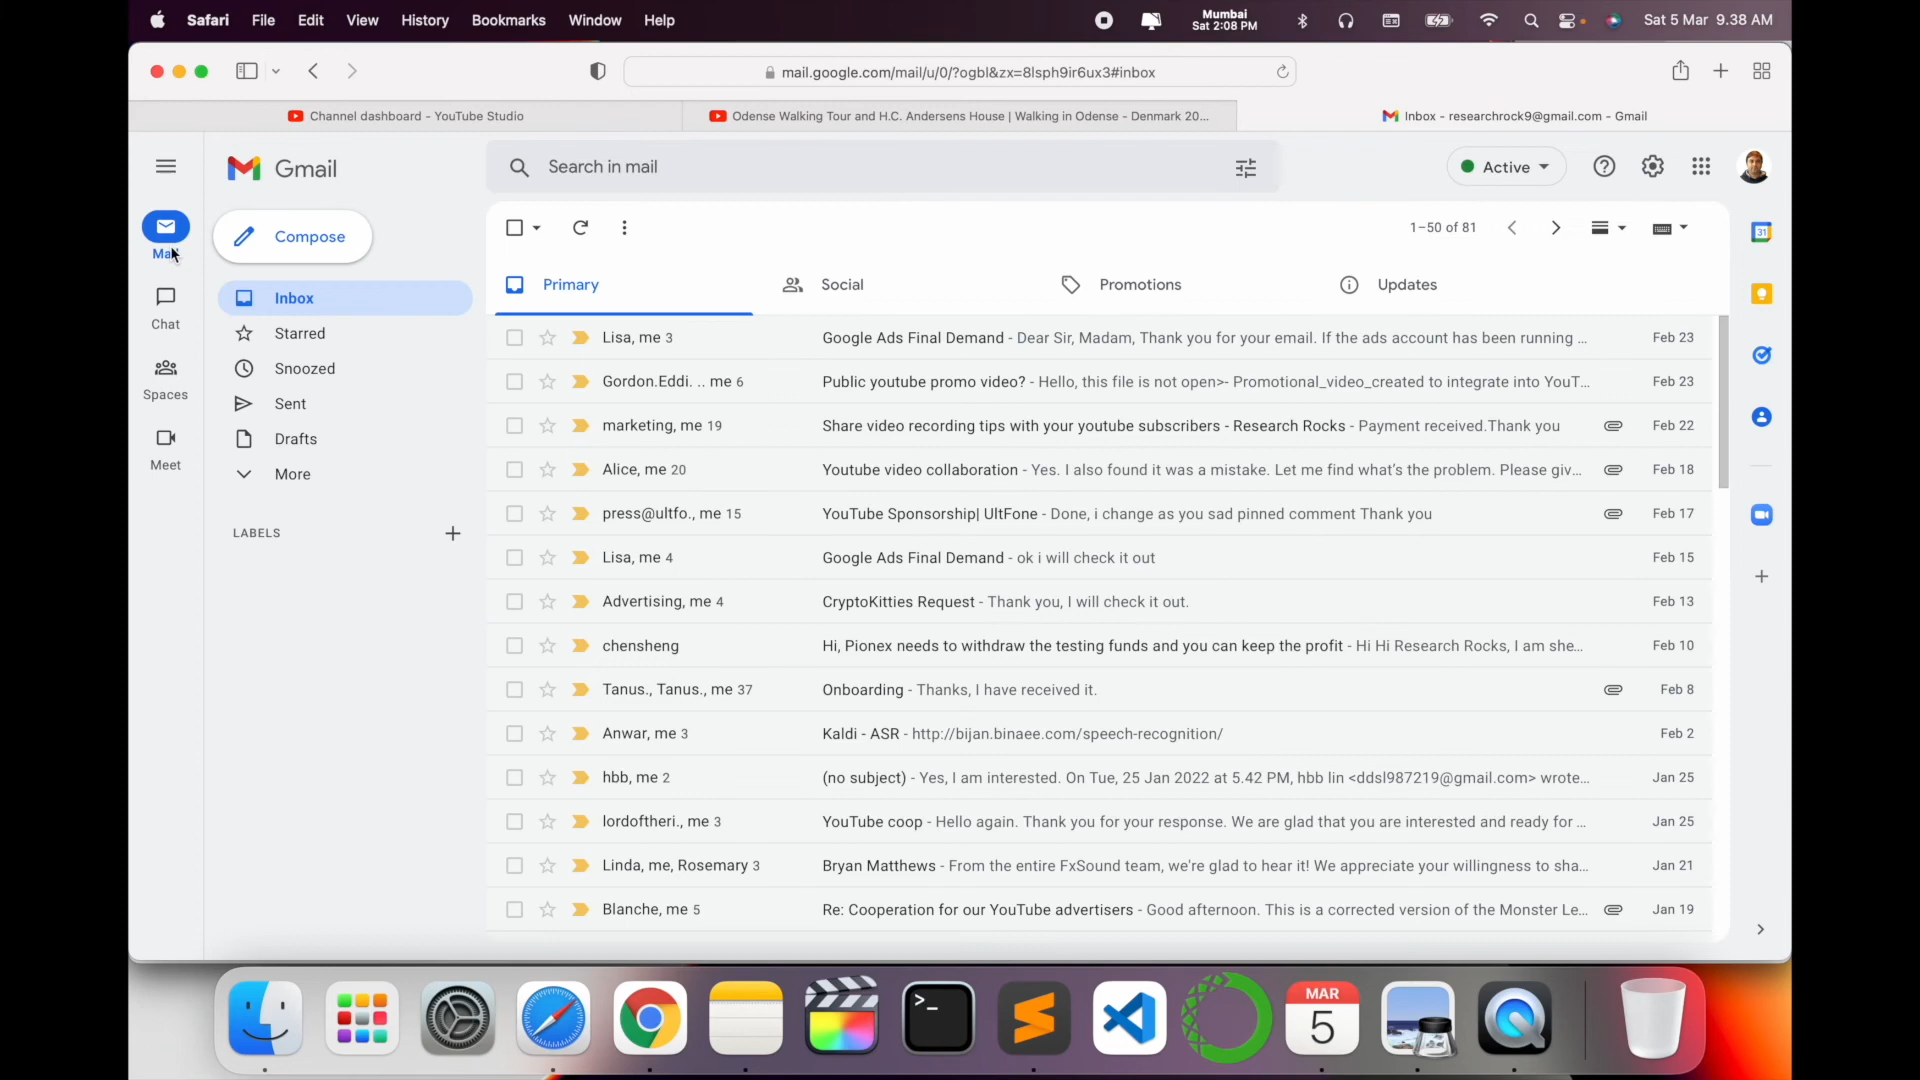 Safari File Edit View History Bookmarks Window Help Mumbai Sat 2:08 PM Sat 5 Mar 9.38 AM
mail.google.com/mail/u/0/?ogbl&zx=8lsph9ir6ux3#inbox
Channel dashboard - YouTube Studio Odense Walking Tour and H.C. Andersens House | Walking in Odense - Denmark 20... Inbox - researchrock9@gmail.com - Gmail
Gmail Search in mail Active
Compose 1–50 of 81
31
Chat
Spaces
Meet
Inbox
Starred
Snoozed
Sent
Drafts
More
LABELS
Primary Social Promotions Updates
Lisa, me 3 Google Ads Final Demand - Dear Sir, Madam, Thank you for your email. If the ads account has been running ... Feb 23
Gordon.Eddi. .. me 6 Public youtube promo video? - Hello, this file is not open>- Promotional_video_created to integrate into YouT... Feb 23
marketing, me 19 Share video recording tips with your youtube subscribers - Research Rocks - Payment received.Thank you Feb 22
Alice, me 20 Youtube video collaboration - Yes. I also found it was a mistake. Let me find what's the problem. Please giv... Feb 18
press@ultfo., me 15 YouTube Sponsorship| UltFone - Done, i change as you sad pinned comment Thank you Feb 17
Lisa, me 4 Google Ads Final Demand - ok i will check it out Feb 15
Advertising, me 4 CryptoKitties Request - Thank you, I will check it out. Feb 13
chensheng Hi, Pionex needs to withdraw the testing funds and you can keep the profit - Hi Hi Research Rocks, I am she... Feb 10
Tanus., Tanus., me 37 Onboarding - Thanks, I have received it. Feb 8
Anwar, me 3 Kaldi - ASR - http://bijan.binaee.com/speech-recognition/ Feb 2
hbb, me 2 (no subject) - Yes, I am interested. On Tue, 25 Jan 2022 at 5.42 PM, hbb lin <ddsl987219@gmail.com> wrote... Jan 25
lordoftheri., me 3 YouTube coop - Hello again. Thank you for your response. We are glad that you are interested and ready for ... Jan 25
Linda, me, Rosemary 3 Bryan Matthews - From the entire FxSound team, we're glad to hear it! We appreciate your willingness to sha... Jan 21
Blanche, me 5 Re: Cooperation for our YouTube advertisers - Good afternoon. This is a corrected version of the Monster Le... Jan 19
MAR
5